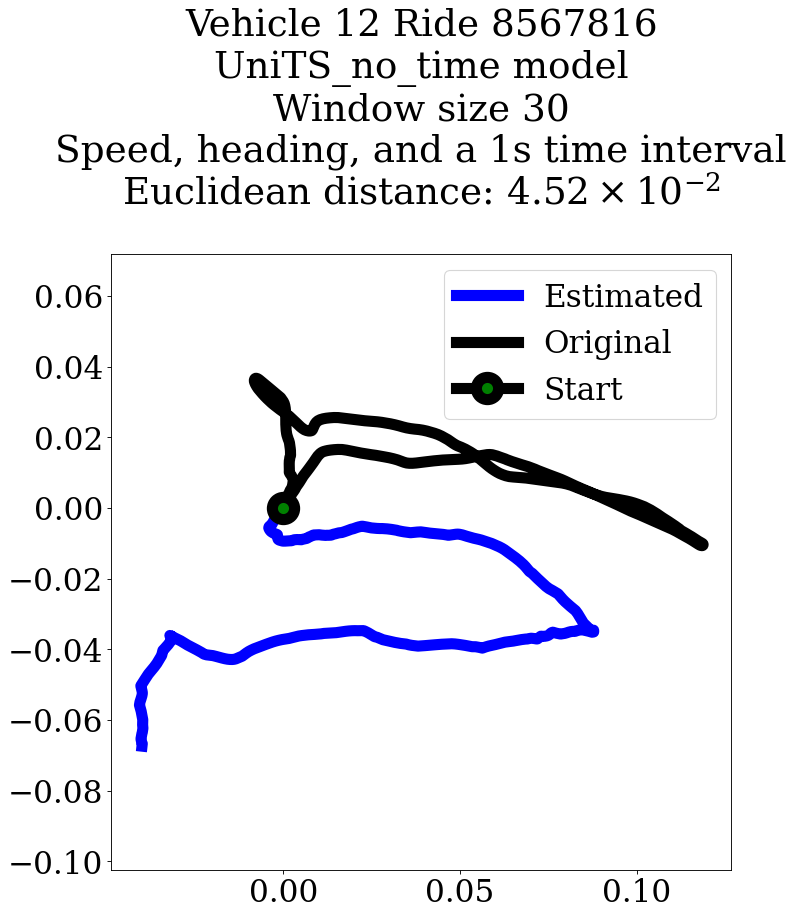 Vehicle 12 Ride 8567816
UniTS_no_time model
Window size 30
Speed, heading, and a 1s time interval
Euclidean distance: 4.52 × 10⁻²
Estimated
Original
Start
0.06
0.04
0.02
0.00
−0.02
−0.04
−0.06
−0.08
−0.10
0.00
0.05
0.10